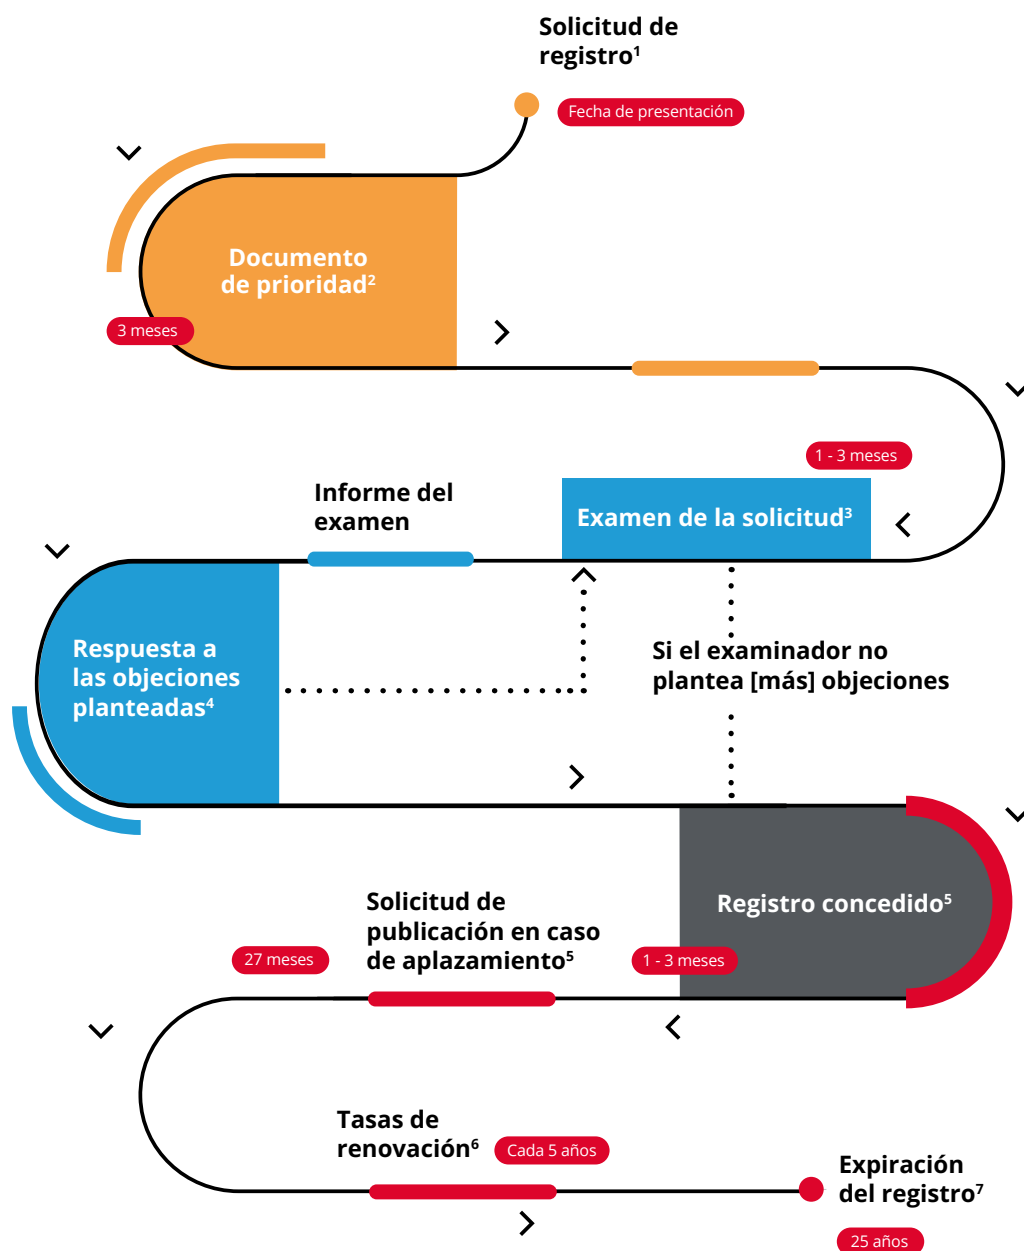 Solicitud de
registro¹
Fecha de presentación
Documento
de prioridad²
3 meses
1 - 3 meses
Informe del
examen
Examen de la solicitud³
Respuesta a
las objeciones
planteadas⁴
Si el examinador no
plantea [más] objeciones
Registro concedido⁵
Solicitud de
publicación en caso
de aplazamiento⁵
27 meses
1 - 3 meses
Tasas de
renovación⁶
Cada 5 años
Expiración
del registro⁷
25 años